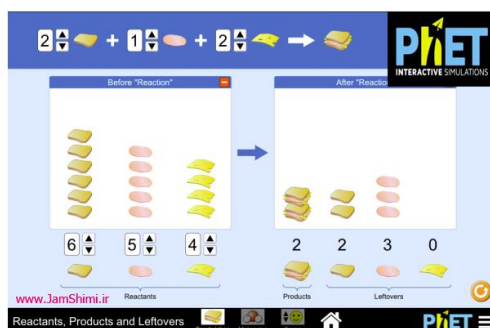 2 + 1 + 2
PhET
INTERACTIVE SIMULATIONS
Before "Reaction"
After "Reactio
6 5 4 2 2 3 0
Reactants Products Leftovers
www.JamShimi.ir
Reactants, Products and Leftovers
PhET